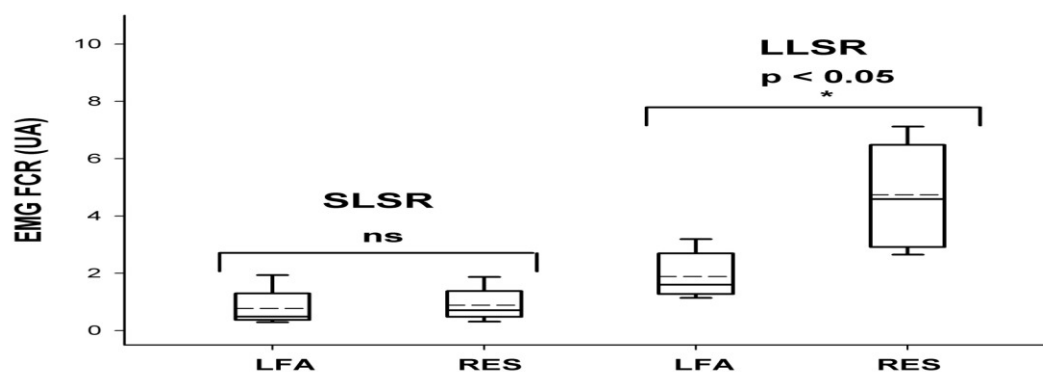 EMG FCR (UA)
10
8
6
4
2
0
SLSR
ns
LLSR
p < 0.05
*
LFA
RES
LFA
RES